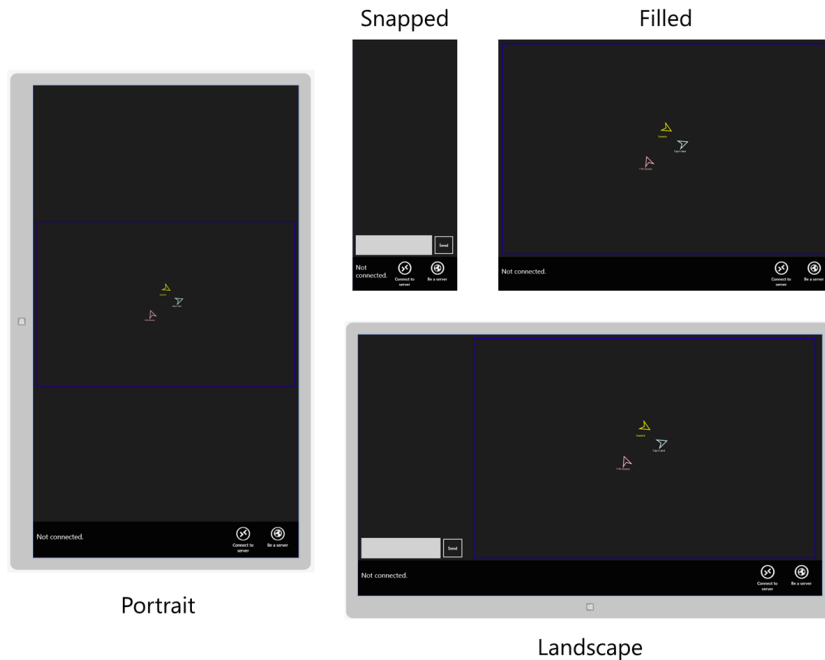 Snapped
Filled
Send
Not
connected.
Connect to
server
Be a server
Not connected.
Connect to
server
Be a server
Not connected.
Connect to
server
Be a server
Portrait
Send
Not connected.
Connect to
server
Be a server
Landscape